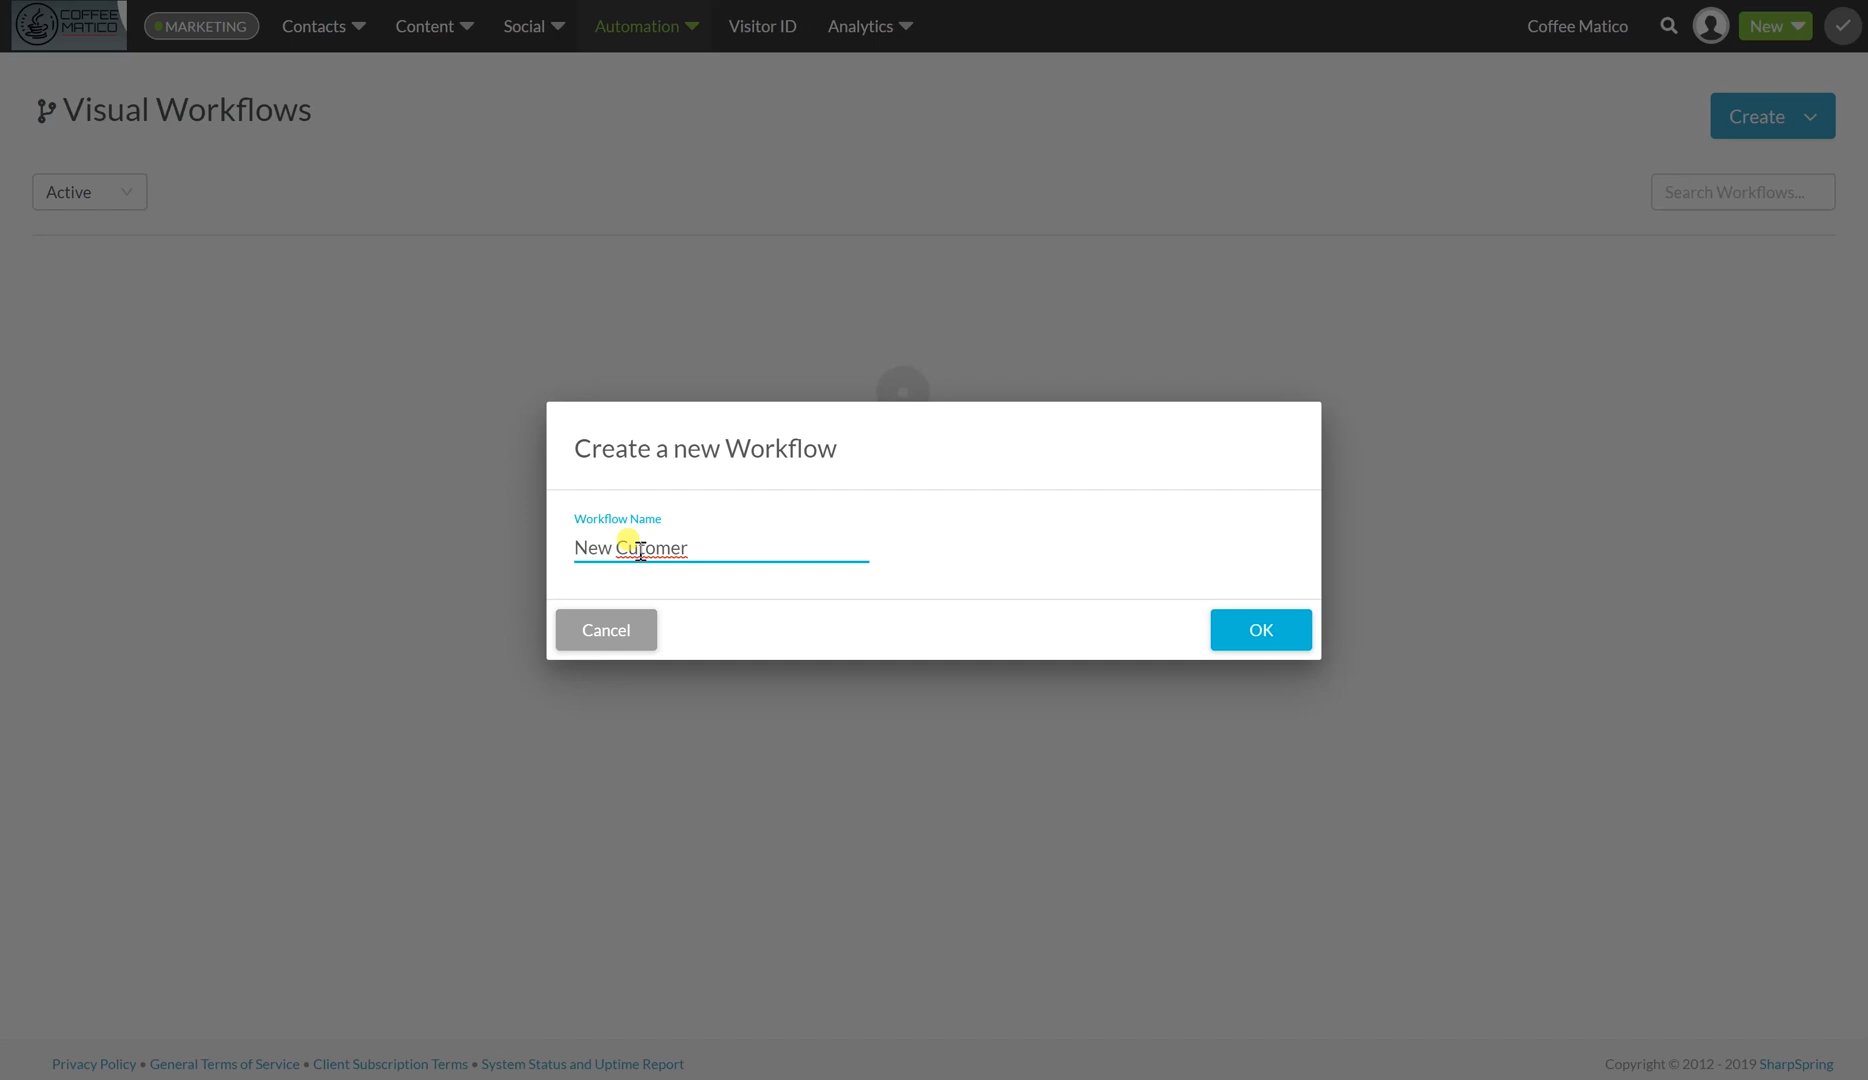 COFFEE
MATICO
MARKETING
Contacts
Content
Social
Automation
Visitor ID
Analytics
Coffee Matico
New
Visual Workflows
Create
Active
Search Workflows...
Create a new Workflow
Workflow Name
New Cutomer
Cancel
OK
Privacy Policy • General Terms of Service • Client Subscription Terms • System Status and Uptime Report
Copyright © 2012 - 2019 SharpSpring